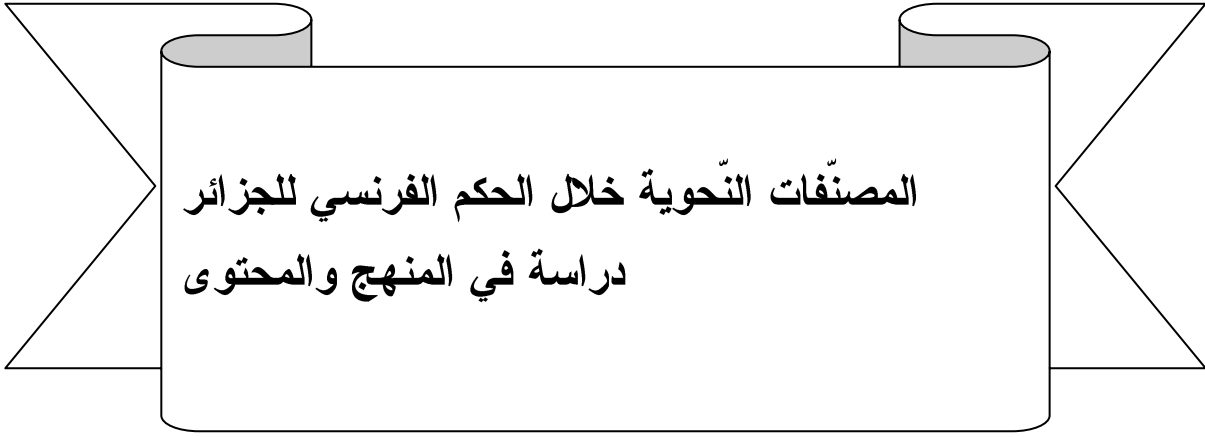 المصنّفات النّحوية خلال الحكم الفرنسي للجزائر
دراسة في المنهج والمحتوى